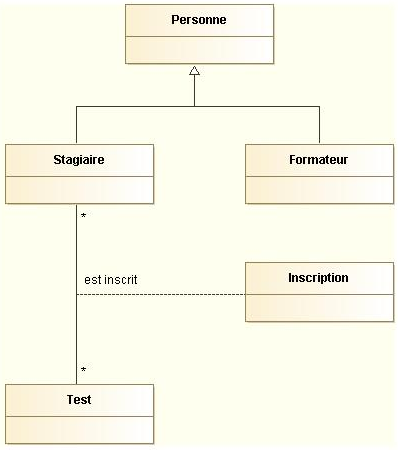 Personne
Stagiaire
Formateur
*
est inscrit
Inscription
*
Test